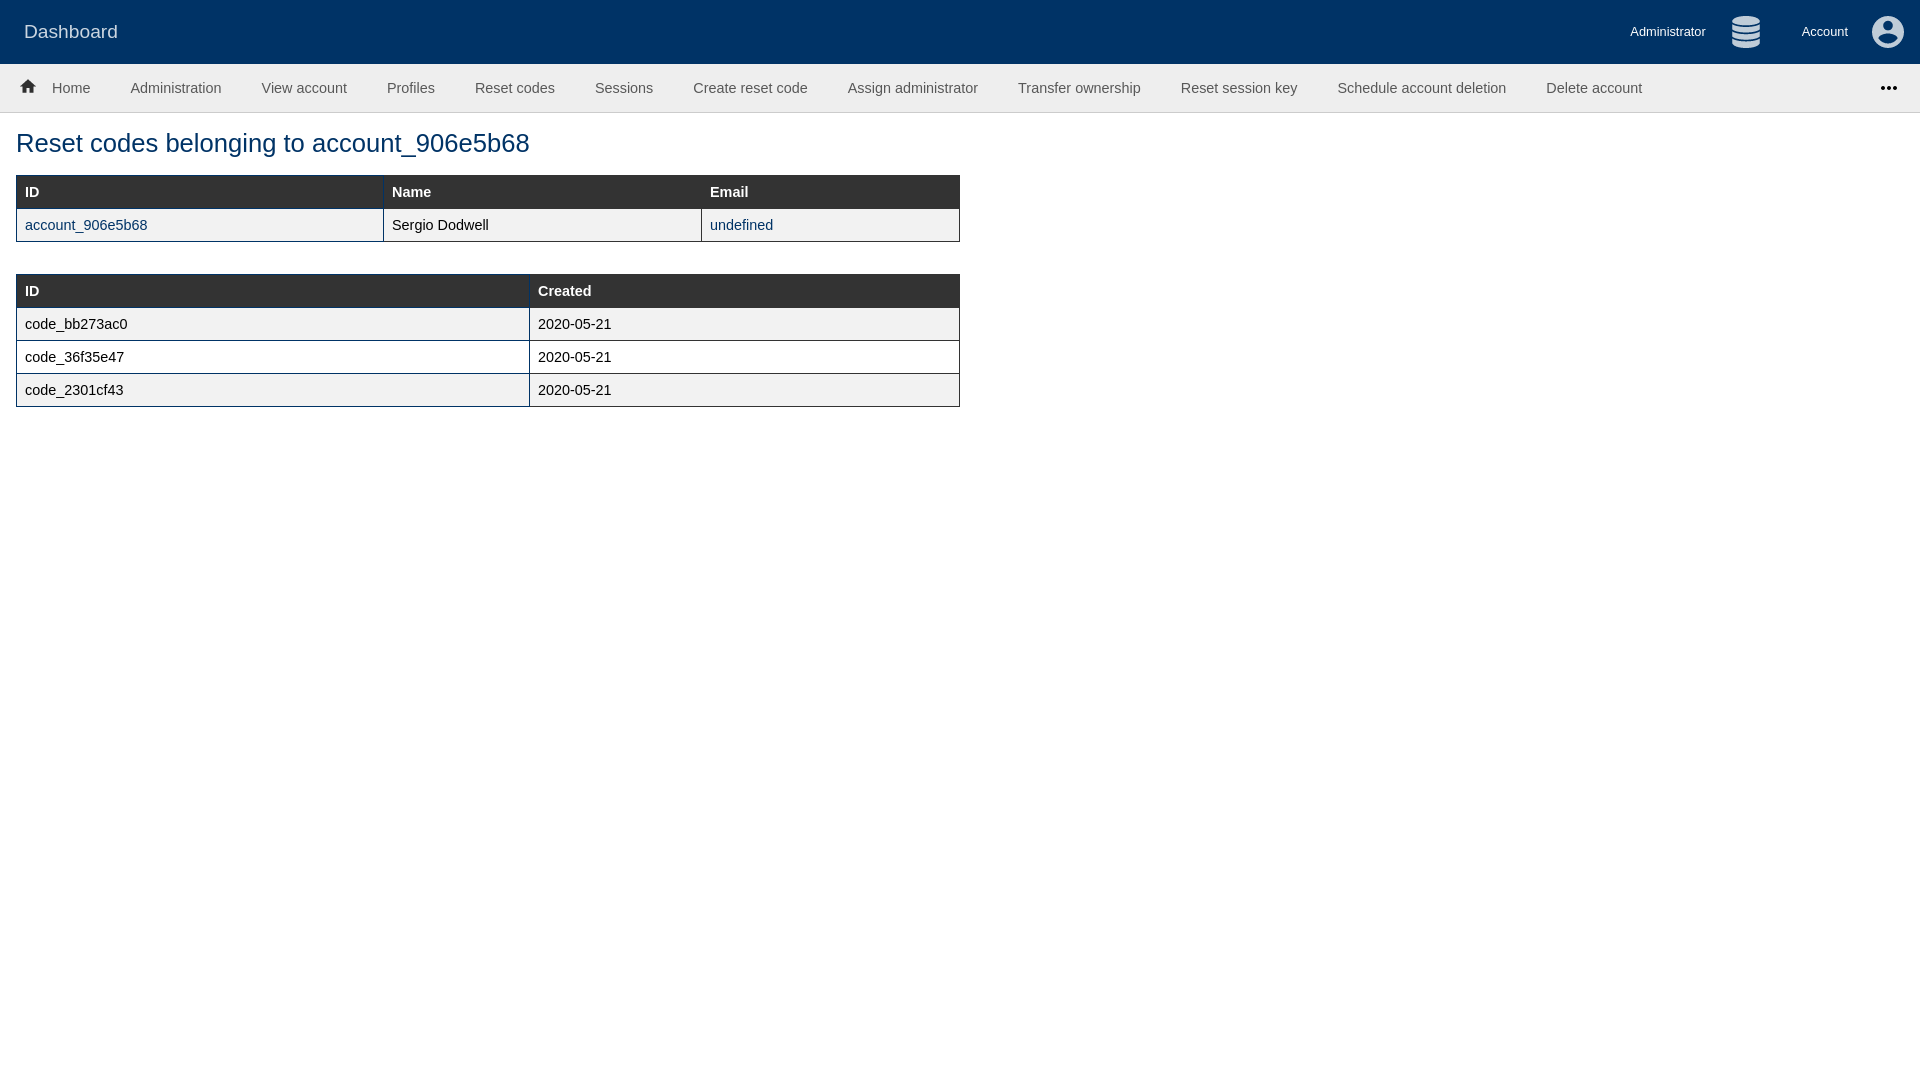 Dashboard
Administrator
Account
Home Administration View account Profiles Reset codes Sessions Create reset code Assign administrator Transfer ownership Reset session key Schedule account deletion Delete account
Reset codes belonging to account_906e5b68
ID Name Email
account_906e5b68 Sergio Dodwell undefined
ID Created
code_bb273ac0 2020-05-21
code_36f35e47 2020-05-21
code_2301cf43 2020-05-21